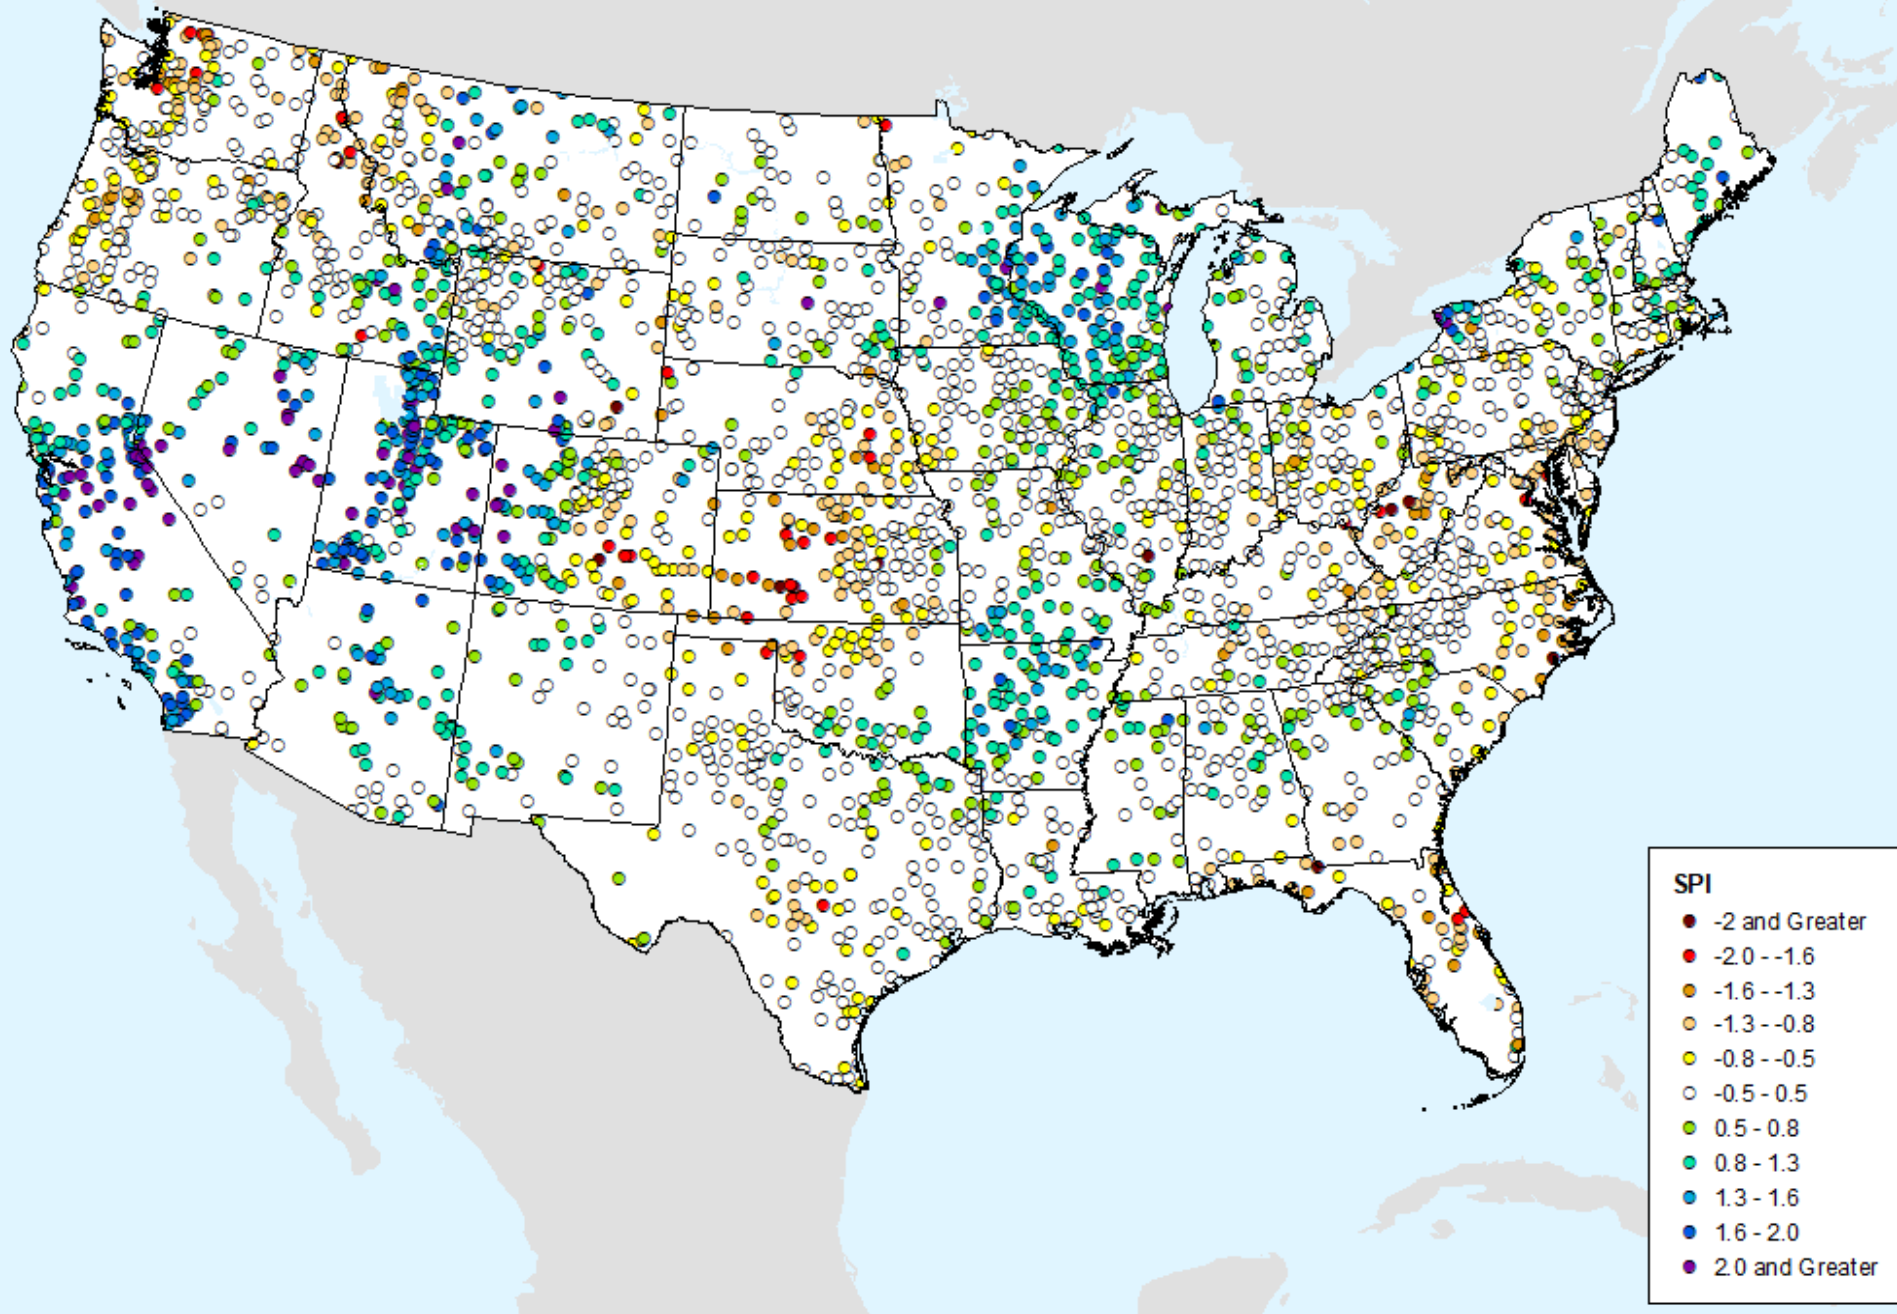 SPI
-2 and Greater
-2.0 - -1.6
-1.6 - -1.3
-1.3 - -0.8
-0.8 - -0.5
-0.5 - 0.5
0.5 - 0.8
0.8 - 1.3
1.3 - 1.6
1.6 - 2.0
2.0 and Greater